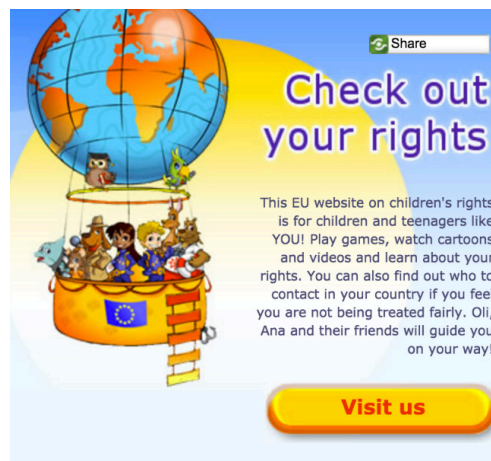 Share
Check out
your rights
This EU website on children's rights
is for children and teenagers like
YOU! Play games, watch cartoons
and videos and learn about your
rights. You can also find out who to
contact in your country if you feel
you are not being treated fairly. Oli,
Ana and their friends will guide you
on your way!
Visit us